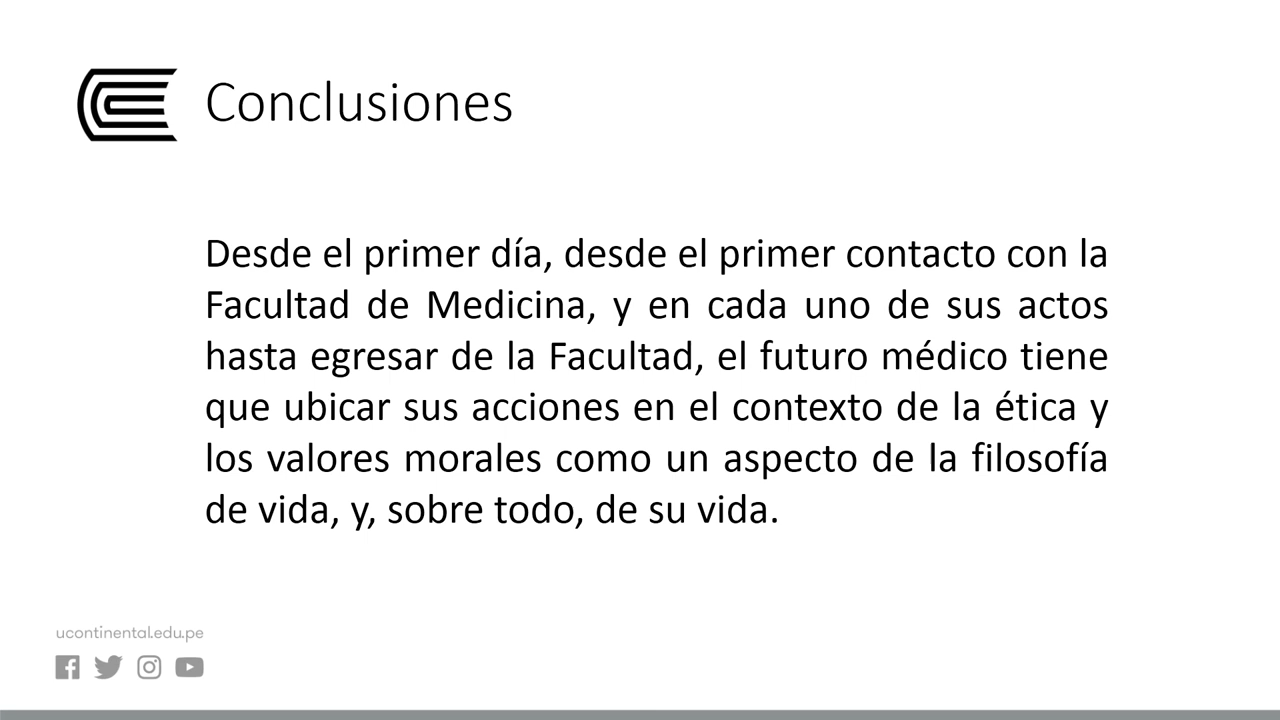 Conclusiones
Desde el primer día, desde el primer contacto con la
Facultad de Medicina, y en cada uno de sus actos
hasta egresar de la Facultad, el futuro médico tiene
que ubicar sus acciones en el contexto de la ética y
los valores morales como un aspecto de la filosofía
de vida, y, sobre todo, de su vida.
ucontinental.edu.pe